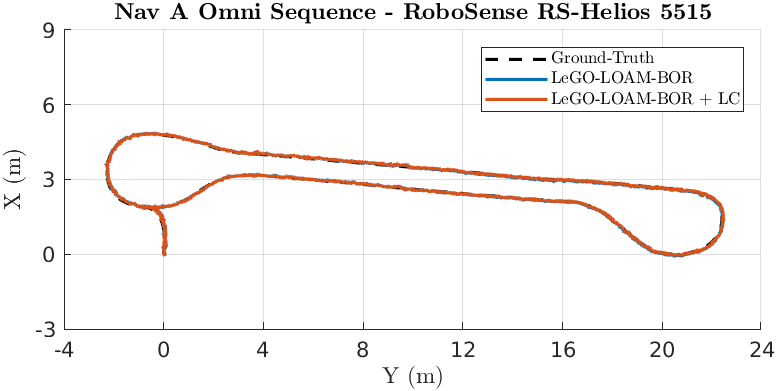 Nav A Omni Sequence - RoboSense RS-Helios 5515
Ground-Truth
LeGO-LOAM-BOR
LeGO-LOAM-BOR + LC
9
6
3
0
-3
X (m)
-4 0 4 8 12 16 20 24
Y (m)